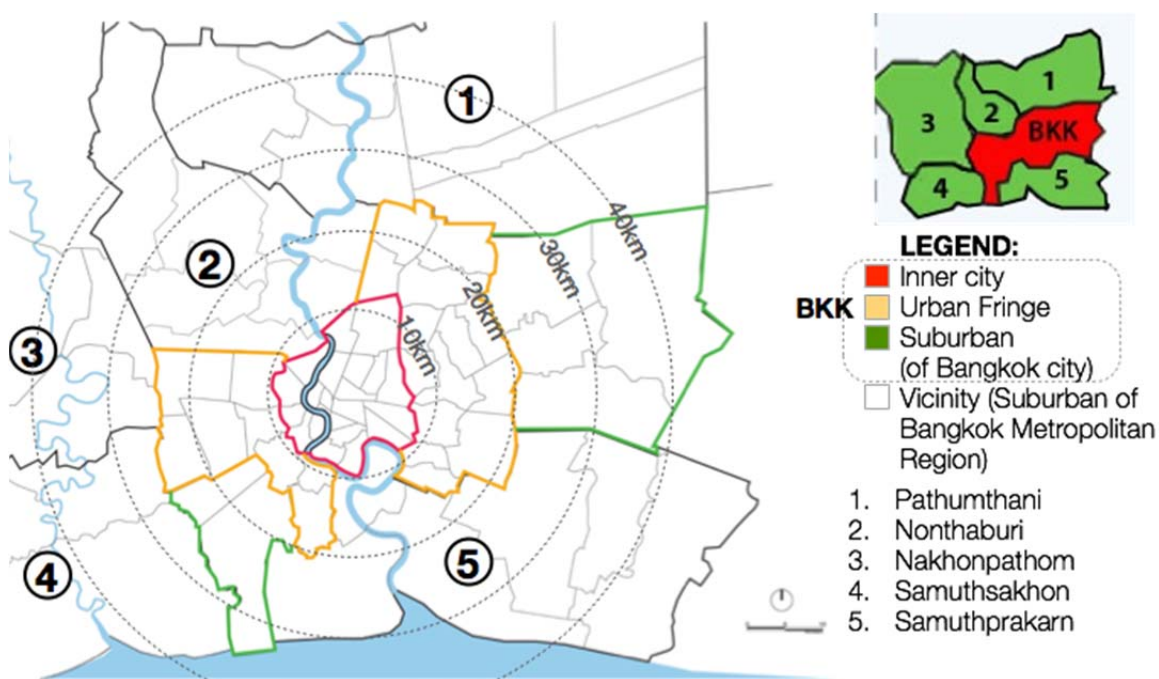 1
2
3
4
5
10km
20km
30km
40km
1
2
3
BKK
4
5
LEGEND:
BKK
Inner city
Urban Fringe
Suburban
(of Bangkok city)
Vicinity (Suburban of
Bangkok Metropolitan
Region)
1. Pathumthani
2. Nonthaburi
3. Nakhonpathom
4. Samuthsakhon
5. Samuthprakarn